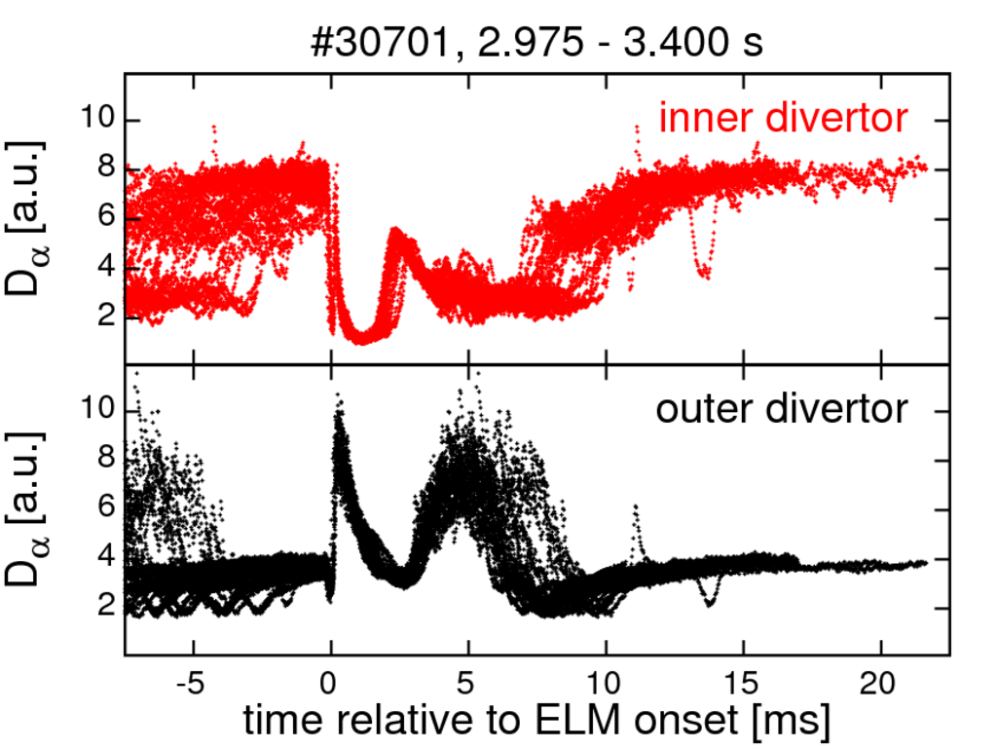 #30701, 2.975 - 3.400 s
inner divertor
10
8
6
4
2
Dα [a.u.]
outer divertor
10
8
6
4
2
Dα [a.u.]
-5 0 5 10 15 20
time relative to ELM onset [ms]